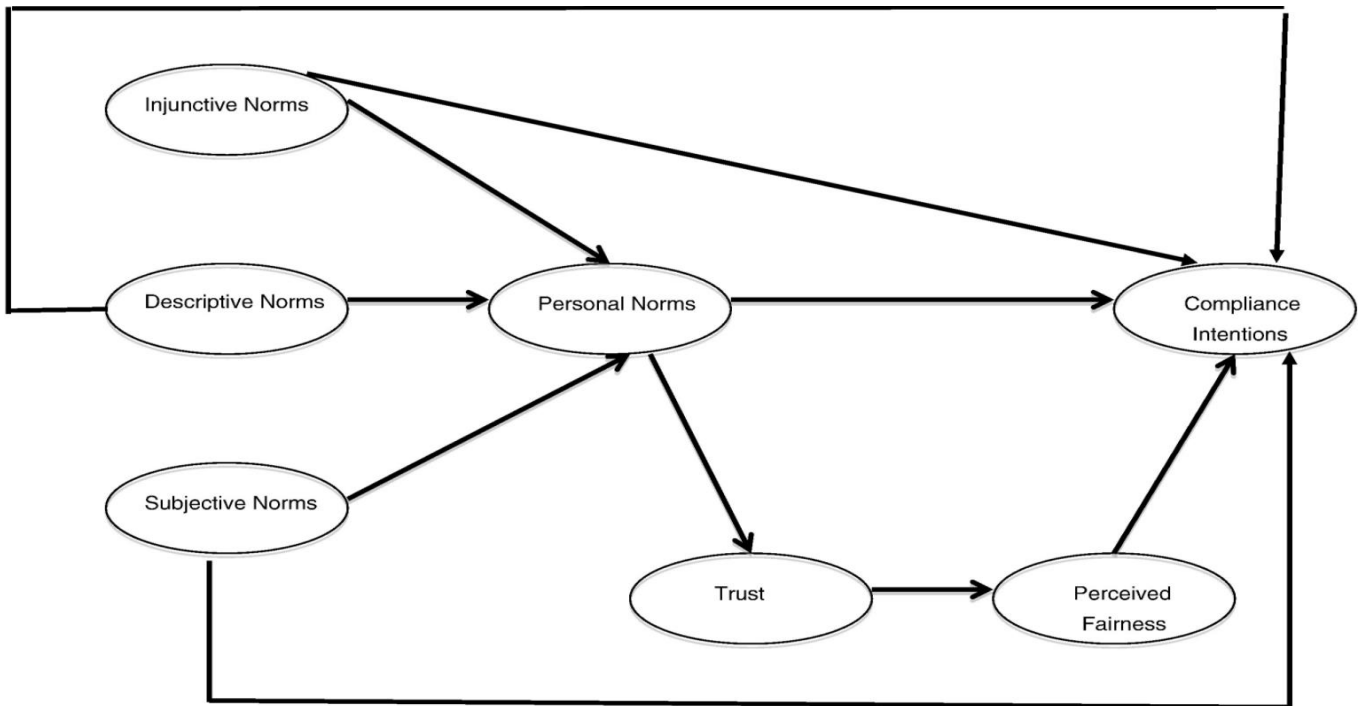 Injunctive Norms
Descriptive Norms
Personal Norms
Compliance
Intentions
Subjective Norms
Trust
Perceived
Fairness